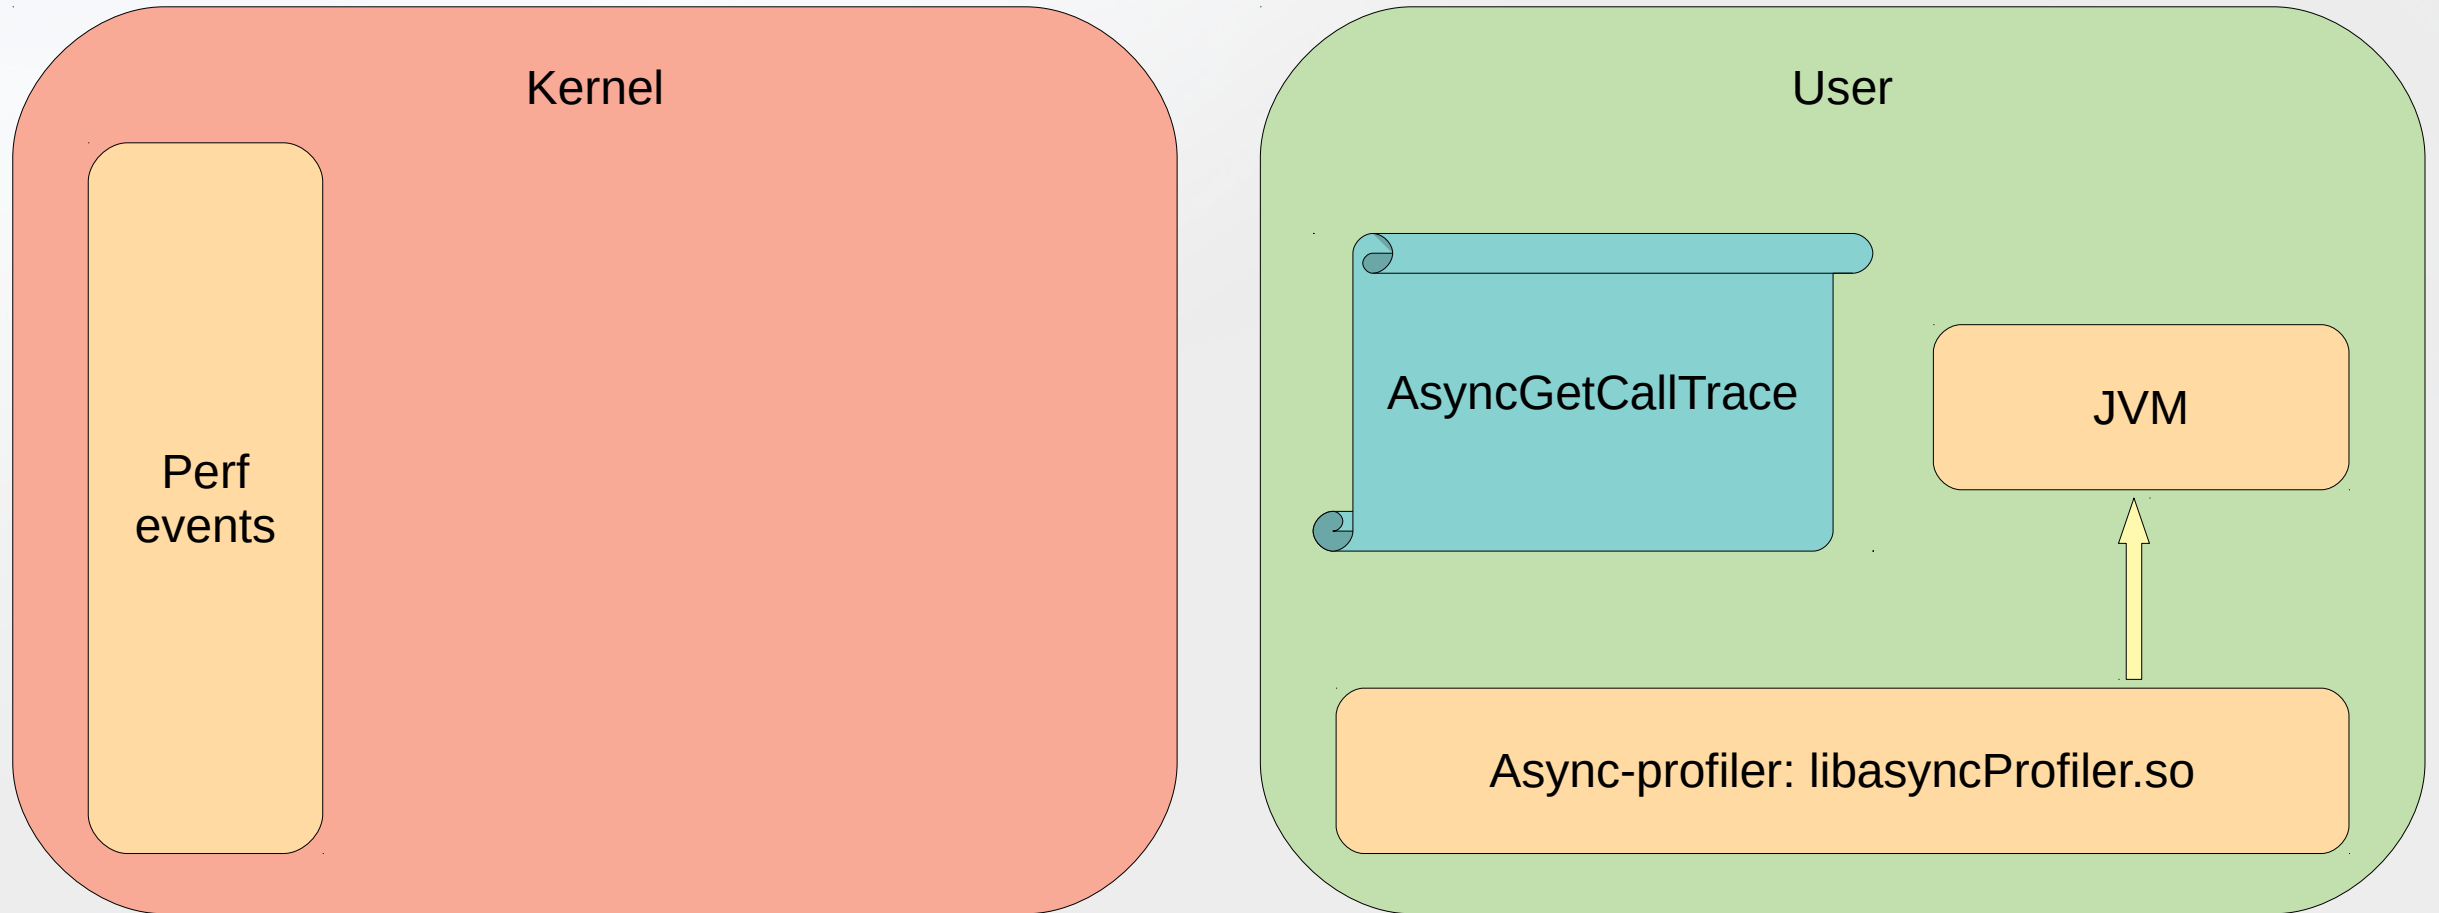 Kernel
Perf
events
User
AsyncGetCallTrace
JVM
Async-profiler: libasyncProfiler.so